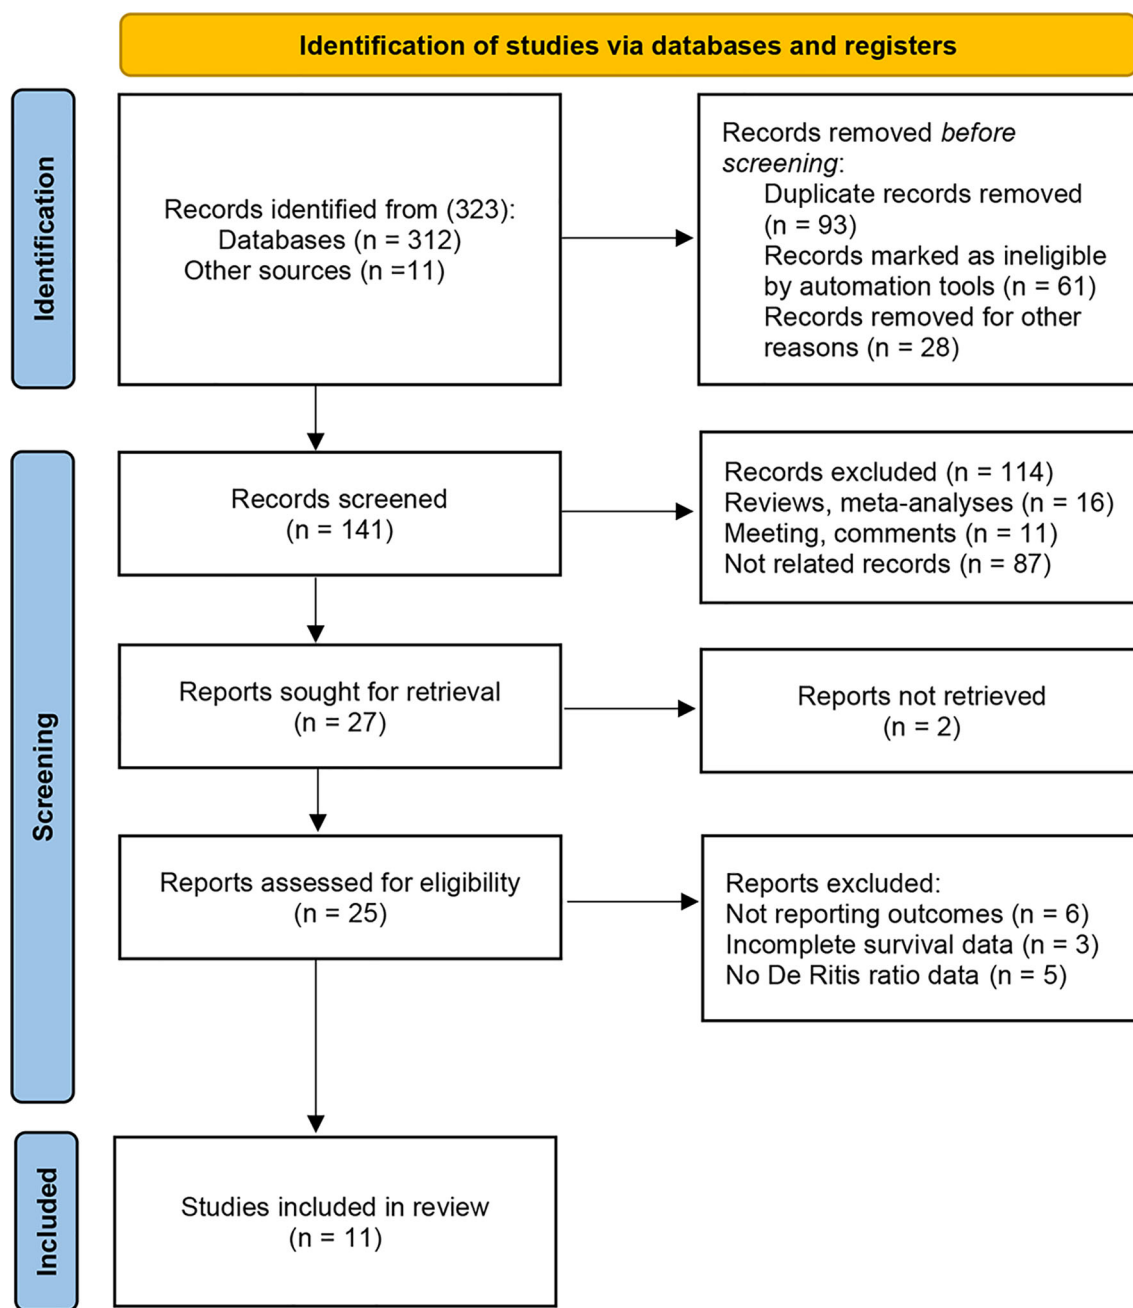 Identification of studies via databases and registers
Identification
Records identified from (323):
Databases (n = 312)
Other sources (n =11)
Records removed before
screening:
Duplicate records removed
(n = 93)
Records marked as ineligible
by automation tools (n = 61)
Records removed for other
reasons (n = 28)
Screening
Records screened
(n = 141)
Records excluded (n = 114)
Reviews, meta-analyses (n = 16)
Meeting, comments (n = 11)
Not related records (n = 87)
Reports sought for retrieval
(n = 27)
Reports not retrieved
(n = 2)
Reports assessed for eligibility
(n = 25)
Reports excluded:
Not reporting outcomes (n = 6)
Incomplete survival data (n = 3)
No De Ritis ratio data (n = 5)
Included
Studies included in review
(n = 11)